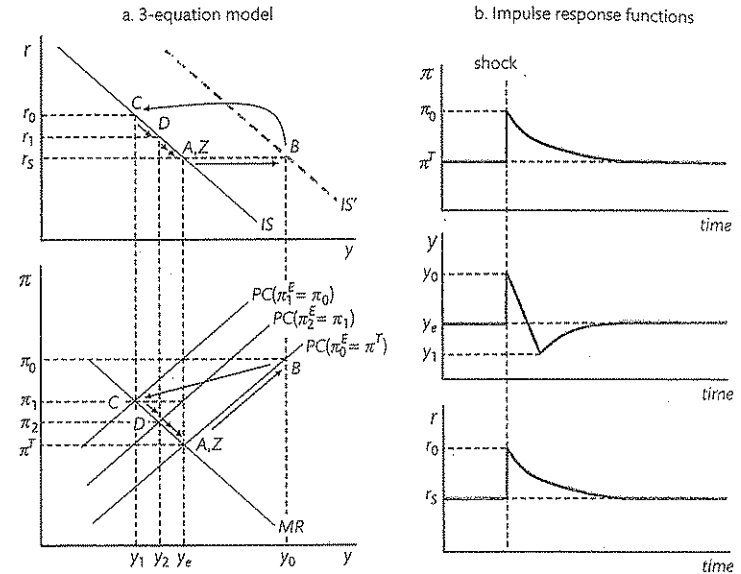 a. 3-equation model
r
C
r₀
D
r₁
A,Z
B
rₛ
IS'
IS
y
π
PC(π₁ᴱ = π₀)
PC(π₂ᴱ = π₁)
PC(π₀ᴱ = πᵀ)
π₀
B
π₁
C
π₂
D
πᵀ
A,Z
MR
y₁ y₂ yₑ y₀ y
b. Impulse response functions
shock
π
π₀
πᵀ
time
y
y₀
yₑ
y₁
time
r
r₀
rₛ
time